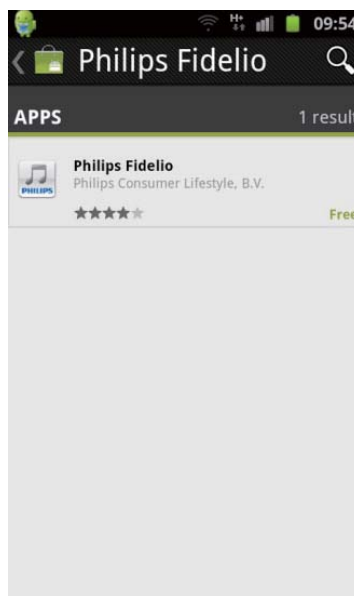 H+ 09:54
Philips Fidelio
APPS 1 result
PHILIPS
Philips Fidelio
Philips Consumer Lifestyle, B.V.
Free